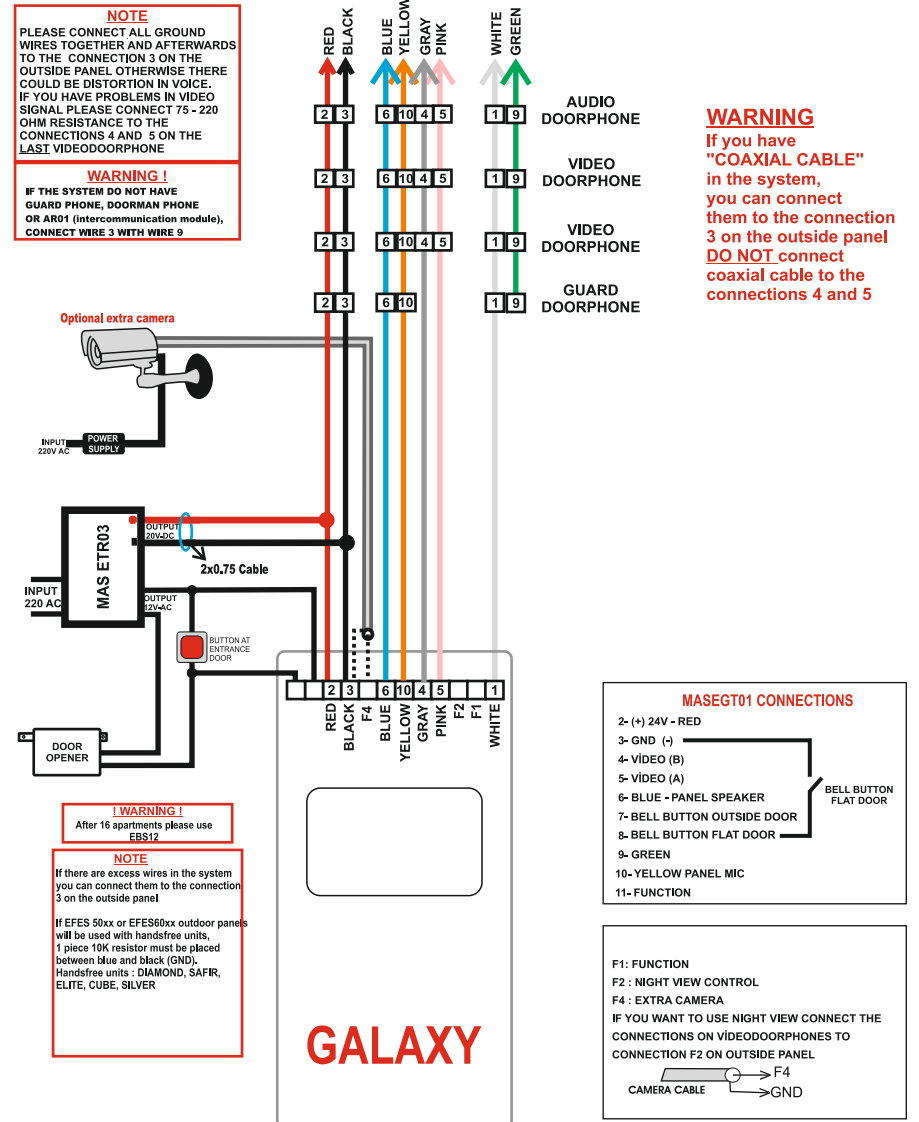 NOTE
PLEASE CONNECT ALL GROUND
WIRES TOGETHER AND AFTERWARDS
TO THE CONNECTION 3 ON THE
OUTSIDE PANEL OTHERWISE THERE
COULD BE DISTORTION IN VOICE.
IF YOU HAVE PROBLEMS IN VIDEO
SIGNAL PLEASE CONNECT 75 - 220
OHM RESISTANCE TO THE
CONNECTIONS 4 AND 5 ON THE
LAST VIDEODOORPHONE
WARNING !
IF THE SYSTEM DO NOT HAVE
GUARD PHONE, DOORMAN PHONE
OR AR01 (intercommunication module),
CONNECT WIRE 3 WITH WIRE 9
RED
BLACK
BLUE
YELLOW
GRAY
PINK
WHITE
GREEN
2 3 6 10 4 5 1 9
AUDIO
DOORPHONE
2 3 6 10 4 5 1 9
VIDEO
DOORPHONE
2 3 6 10 4 5 1 9
VIDEO
DOORPHONE
2 3 6 10 1 9
GUARD
DOORPHONE
WARNING
If you have
"COAXIAL CABLE"
in the system,
you can connect
them to the connection
3 on the outside panel
DO NOT connect
coaxial cable to the
connections 4 and 5
Optional extra camera
INPUT
220V AC
POWER
SUPPLY
MAS ETR03
OUTPUT
20V-DC
2x0.75 Cable
INPUT
220 AC
OUTPUT
12V-AC
BUTTON AT
ENTRANCE
DOOR
DOOR
OPENER
2 3 6 10 4 5 1
RED
BLACK
F4
BLUE
YELLOW
GRAY
PINK
F2
F1
WHITE
! WARNİNG !
After 16 apartments please use
EBS12
NOTE
If there are excess wires in the system
you can connect them to the connection
3 on the outside panel
If EFES 50xx or EFES60xx outdoor panels
will be used with handsfree units,
1 piece 10K resistor must be placed
between blue and black (GND).
Handsfree units : DIAMOND, SAFIR,
ELITE, CUBE, SILVER
GALAXY
MASEGT01 CONNECTIONS
2- (+) 24V - RED
3- GND (-)
4- VİDEO (B)
5- VİDEO (A)
6- BLUE - PANEL SPEAKER
7- BELL BUTTON OUTSIDE DOOR
8- BELL BUTTON FLAT DOOR
9- GREEN
10- YELLOW PANEL MIC
11- FUNCTION
BELL BUTTON
FLAT DOOR
F1: FUNCTION
F2 : NIGHT VIEW CONTROL
F4 : EXTRA CAMERA
IF YOU WANT TO USE NIGHT VIEW CONNECT THE
CONNECTIONS ON VİDEODOORPHONES TO
CONNECTION F2 ON OUTSIDE PANEL
F4
CAMERA CABLE
GND